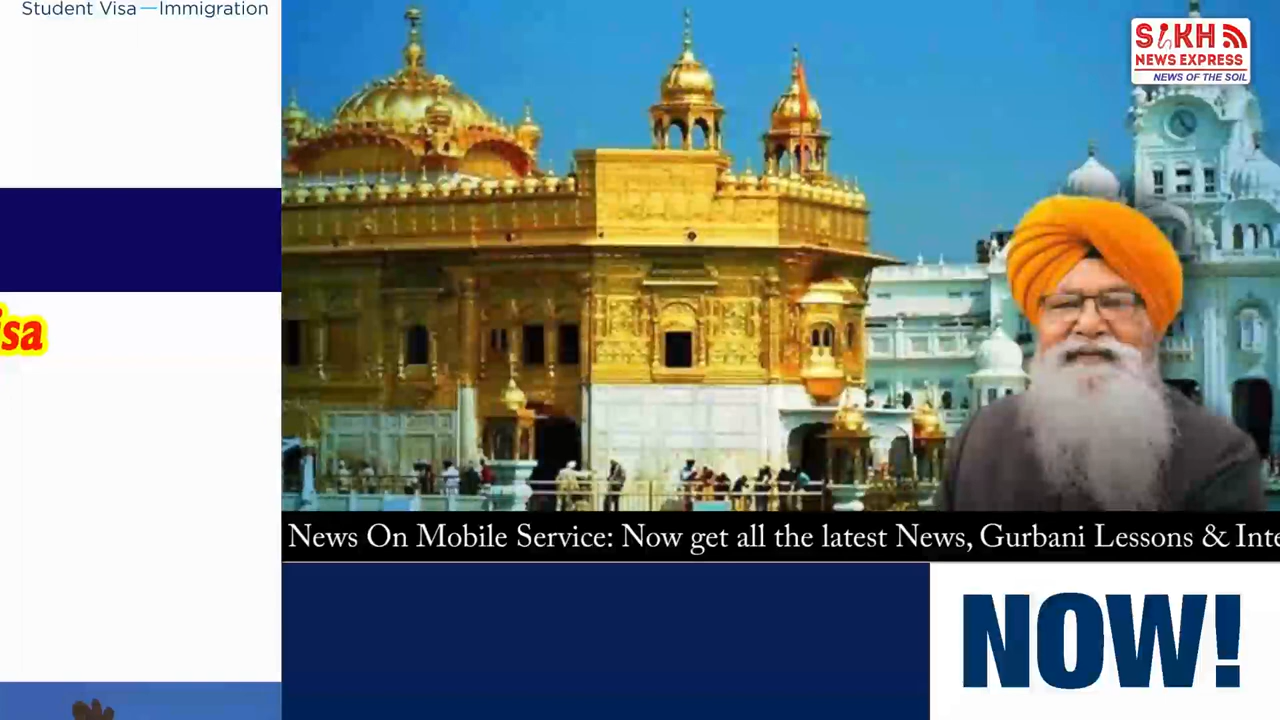 Student Visa—Immigration
SiKH
NEWS EXPRESS
NEWS OF THE SOIL
isa
News On Mobile Service: Now get all the latest News, Gurbani Lessons & Inte
NOW!